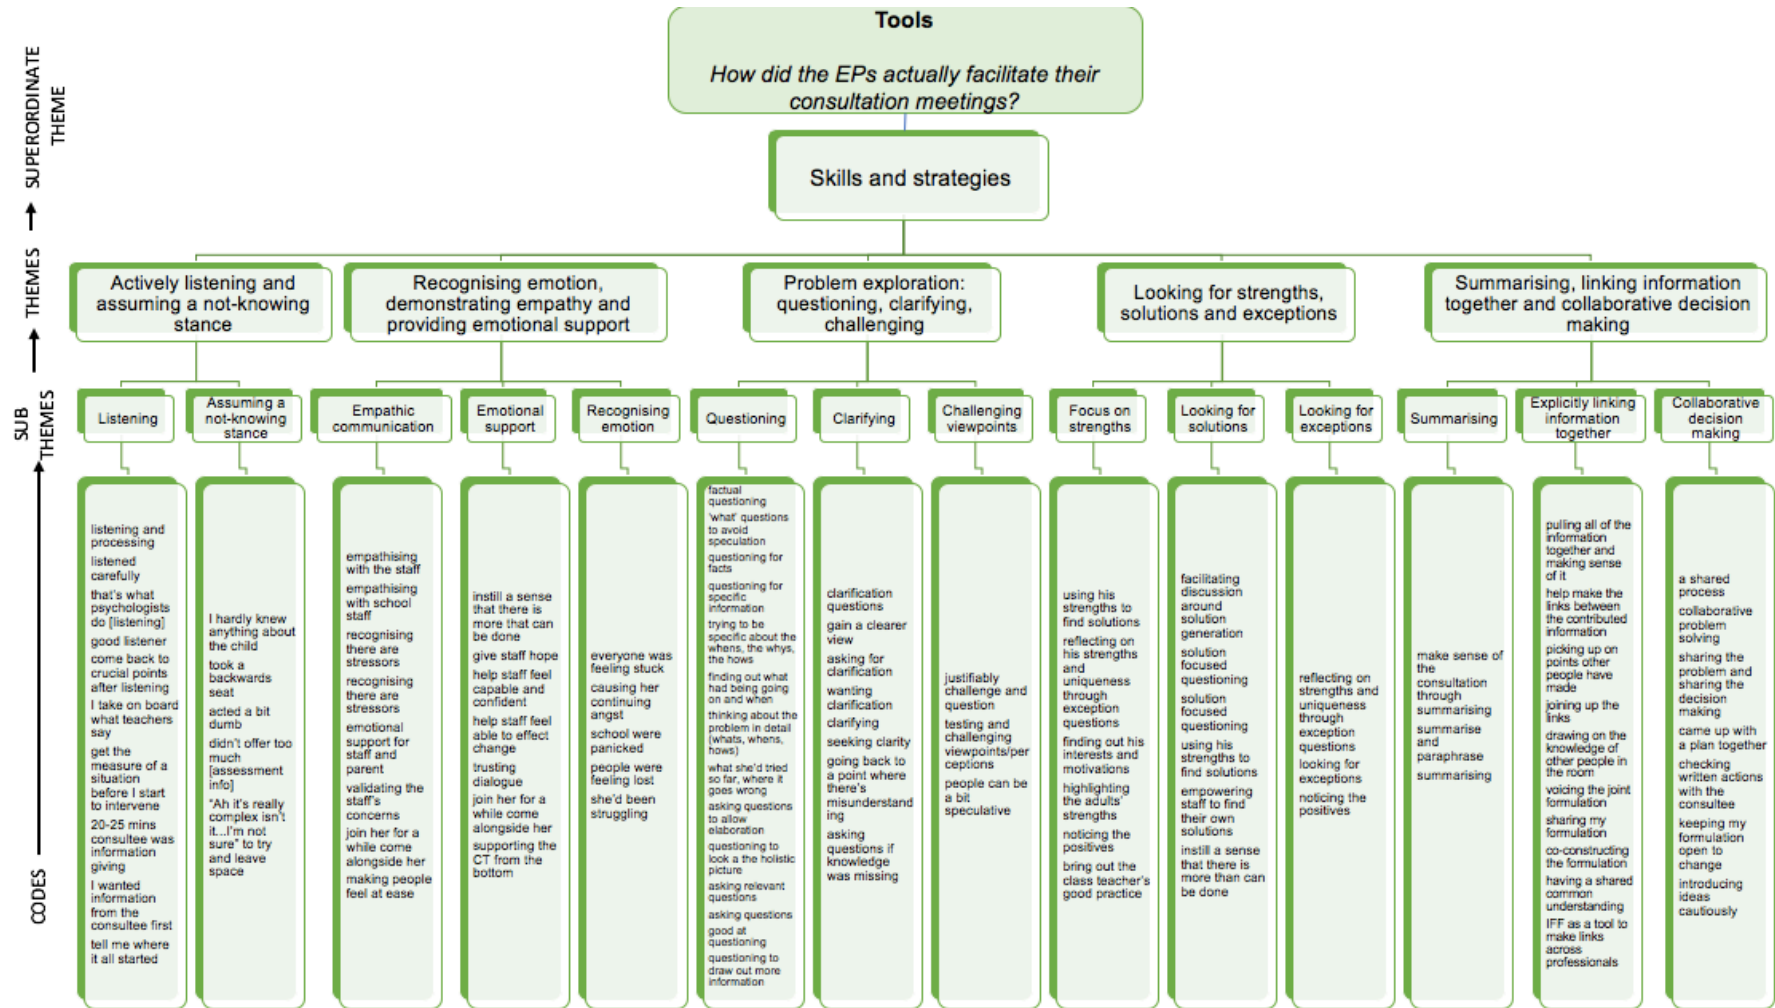 Tools
How did the EPs actually facilitate their
consultation meetings?
SUPERORDINATE
THEME
Skills and strategies
THEMES
Actively listening and
assuming a not-knowing
stance
Recognising emotion,
demonstrating empathy and
providing emotional support
Problem exploration:
questioning, clarifying,
challenging
Looking for strengths,
solutions and exceptions
Summarising, linking information
together and collaborative decision
making
SUB
THEMES
Listening
Assuming a
not-knowing
stance
Empathic
communication
Emotional
support
Recognising
emotion
Questioning
Clarifying
Challenging
viewpoints
Focus on
strengths
Looking for
solutions
Looking for
exceptions
Summarising
Explicitly linking
information
together
Collaborative
decision
making
CODES
listening and
processing
listened
carefully
that's what
psychologists
do [listening]
good listener
come back to
crucial points
after listening
I take on board
what teachers
say
get the
measure of a
situation
before I start
to intervene
20-25 mins
consultee was
information
giving
I wanted
information
from the
consultee first
tell me where
it all started
I hardly knew
anything about
the child
took a
backwards
seat
acted a bit
dumb
didn't offer too
much
[assessment
info]
"Ah it's really
complex isn't
it...I'm not
sure" to try
and leave
space
empathising
with the staff
empathising
with school
staff
recognising
there are
stressors
recognising
there are
stressors
emotional
support for
staff and
parent
validating the
staff's
concerns
join her for a
while come
alongside her
making people
feel at ease
instill a sense
that there is
more that can
be done
give staff hope
help staff feel
capable and
confident
help staff feel
able to effect
change
trusting
dialogue
join her for a
while come
alongside her
supporting the
CT from the
bottom
everyone was
feeling stuck
causing her
continuing
angst
school were
panicked
people were
feeling lost
she'd been
struggling
factual
questioning
'what' questions
to avoid
speculation
questioning for
facts
questioning for
specific
information
trying to be
specific about the
whens, the whys,
the hows
finding out what
had being going
on and when
thinking about the
problem in detail
(whats, whens,
hows)
what she'd tried
so far, where it
goes wrong
asking questions
to allow
elaboration
questioning to
look a the holistic
picture
asking relevant
questions
asking questions
good at
questioning
questioning to
draw out more
information
clarification
questions
gain a clearer
view
asking for
clarification
wanting
clarification
clarifying
seeking clarity
going back to
a point where
there's
misunderstand
ing
asking
questions if
knowledge
was missing
justifiably
challenge and
question
testing and
challenging
viewpoints/per
ceptions
people can be
a bit
speculative
using his
strengths to
find solutions
reflecting on
his strengths
and
uniqueness
through
exception
questions
finding out his
interests and
motivations
highlighting
the adults'
strengths
noticing the
positives
bring out the
class teacher's
good practice
facilitating
discussion
around
solution
generation
solution
focused
questioning
solution
focused
questioning
using his
strengths to
find solutions
empowering
staff to find
their own
solutions
instill a sense
that there is
more than can
be done
reflecting on
strengths and
uniqueness
through
exception
questions
looking for
exceptions
noticing the
positives
make sense of
the
consultation
through
summarising
summarise
and
paraphrase
summarising
pulling all of the
information
together and
making sense
of it
help make the
links between
the contributed
information
picking up on
points other
people have
made
joining up the
links
drawing on the
knowledge of
other people in
the room
voicing the joint
formulation
sharing my
formulation
co-constructing
the formulation
having a shared
common
understanding
IFF as a tool to
make links
across
professionals
a shared
process
collaborative
problem
solving
sharing the
problem and
sharing the
decision
making
came up with
a plan together
checking
written actions
with the
consultee
keeping my
formulation
open to
change
introducing
ideas
cautiously